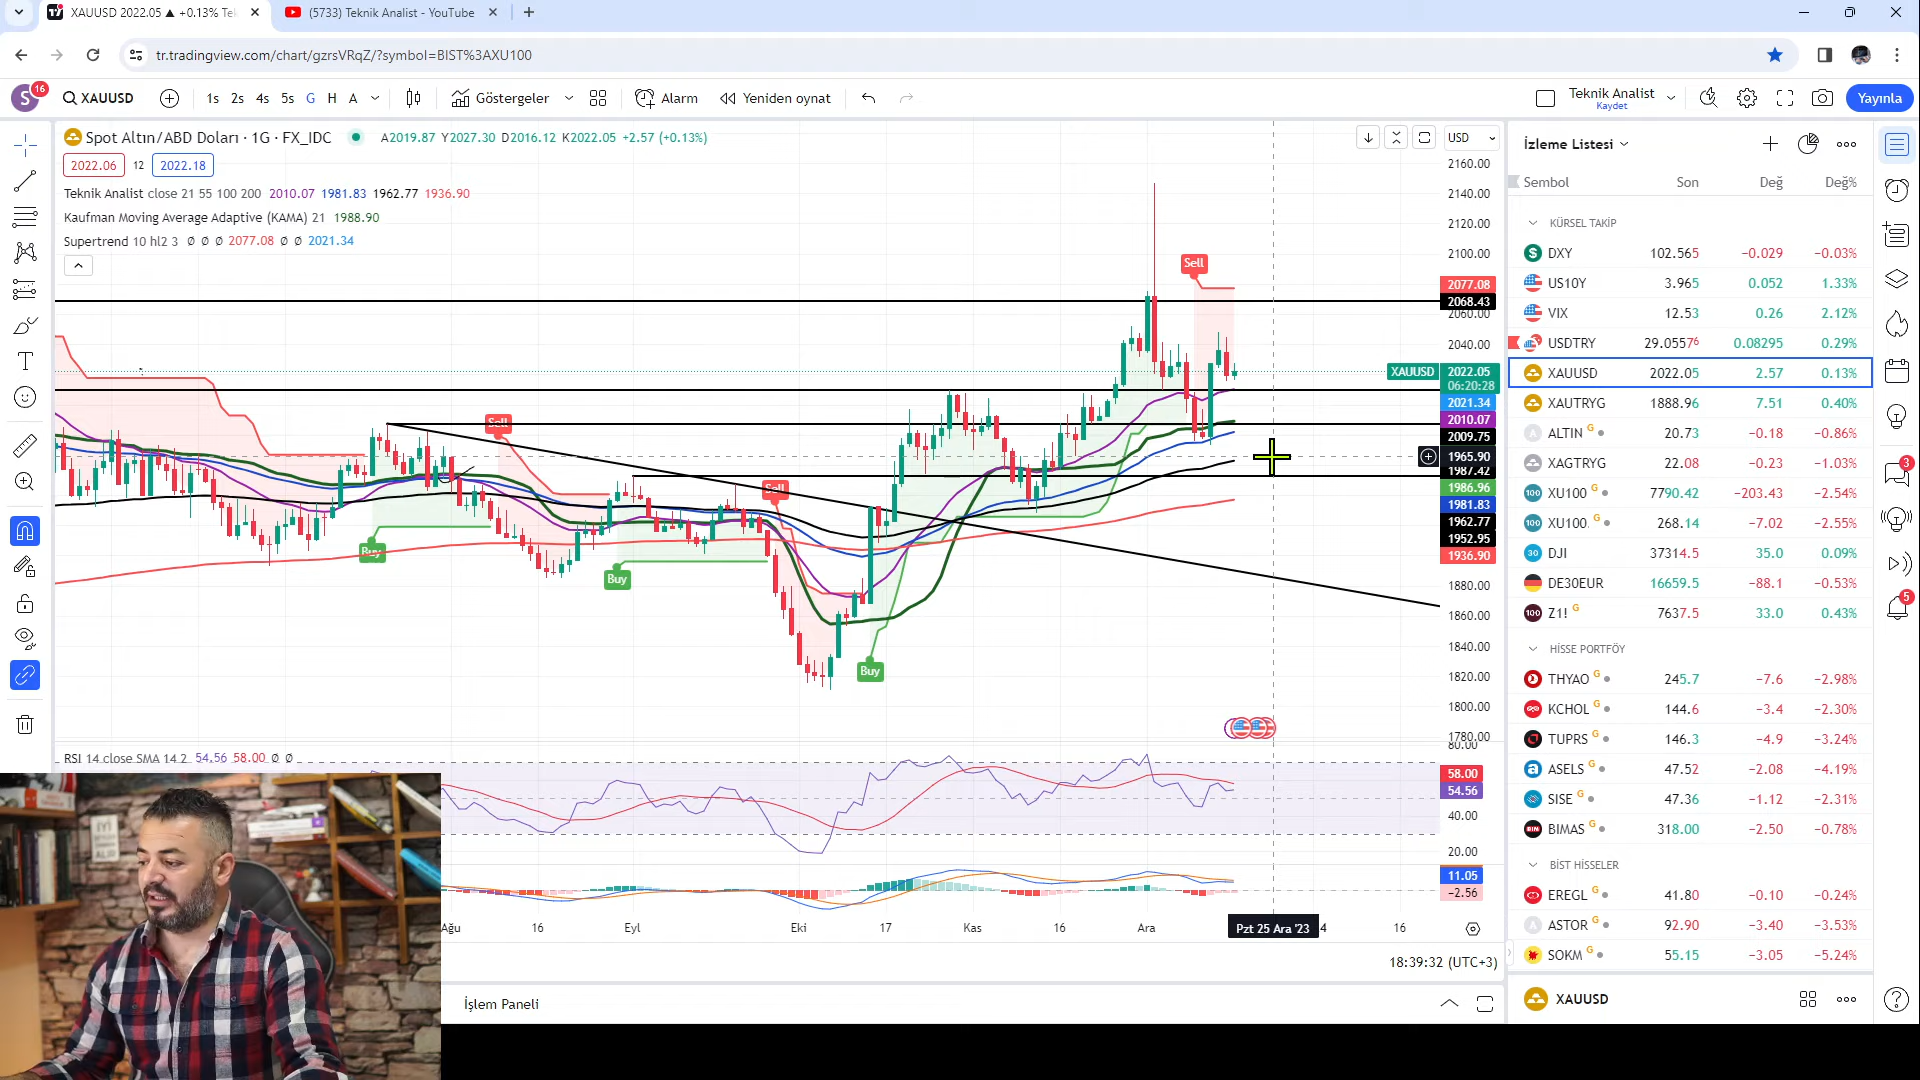 XAUUSD 2022.05 ▲ +0.13% Te
(5733) Teknik Analist - YouTube
tr.tradingview.com/chart/gzrsVRqZ/?symbol=BIST%3AXU100
S 16 XAUUSD 1s 2s 4s 5s G H A Göstergeler Alarm Yeniden oynat Teknik Analist Kaydet Yayınla
Spot Altın/ABD Doları · 1G · FX_IDC A2019.87 Y2027.30 D2016.12 K2022.05 +2.57 (+0.13%)
2022.06 12 2022.18
Teknik Analist close 21 55 100 200 2010.07 1981.83 1962.77 1936.90
Kaufman Moving Average Adaptive (KAMA) 21 1988.90
Supertrend 10 hl2 3 ∅ ∅ ∅ 2077.08 ∅ ∅ 2021.34
Sell
Sell
Sell
Buy
Buy
Buy
USD
2160.00
2140.00
2120.00
2100.00
2077.08
2068.43
2060.00
2040.00
XAUUSD 2022.05
06:20:28
2021.34
2010.07
2009.75
1965.90
1987.42
1986.96
1981.83
1962.77
1952.95
1936.90
1880.00
1860.00
1840.00
1820.00
1800.00
1780.00
RSI 14 close SMA 14 2 54.56 58.00 ∅ ∅
80.00
58.00
54.56
40.00
20.00
11.05
−2.56
Ağu 16 Eyl Eki 17 Kas 16 Ara Pzt 25 Ara '23 4 16
18:39:32 (UTC+3)
İşlem Paneli
İzleme Listesi
Sembol Son Değ Değ%
KÜRSEL TAKİP
DXY 102.565 −0.029 −0.03%
US10Y 3.965 0.052 1.33%
VIX 12.53 0.26 2.12%
USDTRY 29.05576 0.08295 0.29%
XAUUSD 2022.05 2.57 0.13%
XAUTRYG 1888.96 7.51 0.40%
ALTIN G 20.73 −0.18 −0.86%
XAGTRYG 22.08 −0.23 −1.03%
100 XU100 G 7790.42 −203.43 −2.54%
100 XU100. G 268.14 −7.02 −2.55%
30 DJI 37314.5 35.0 0.09%
DE30EUR 16659.5 −88.1 −0.53%
100 Z1! G 7637.5 33.0 0.43%
HİSSE PORTFÖY
THYAO G 245.7 −7.6 −2.98%
KCHOL G 144.6 −3.4 −2.30%
TUPRS G 146.3 −4.9 −3.24%
ASELS G 47.52 −2.08 −4.19%
SISE G 47.36 −1.12 −2.31%
BIMAS G 318.00 −2.50 −0.78%
BİST HİSSELER
EREGL G 41.80 −0.10 −0.24%
ASTOR G 92.90 −3.40 −3.53%
SOKM G 55.15 −3.05 −5.24%
XAUUSD
3
5